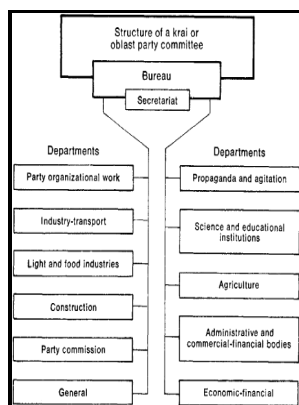 Structure of a krai or
oblast party committee
Bureau
Secretariat
Departments
Party organizational work
Industry-transport
Light and food industries
Construction
Party commission
General
Departments
Propaganda and agitation
Science and educational
institutions
Agriculture
Administrative and
commercial-financial bodies
Economic-financial